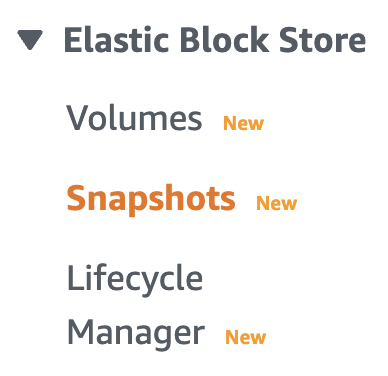 Elastic Block Store
Volumes New
Snapshots New
Lifecycle
Manager New